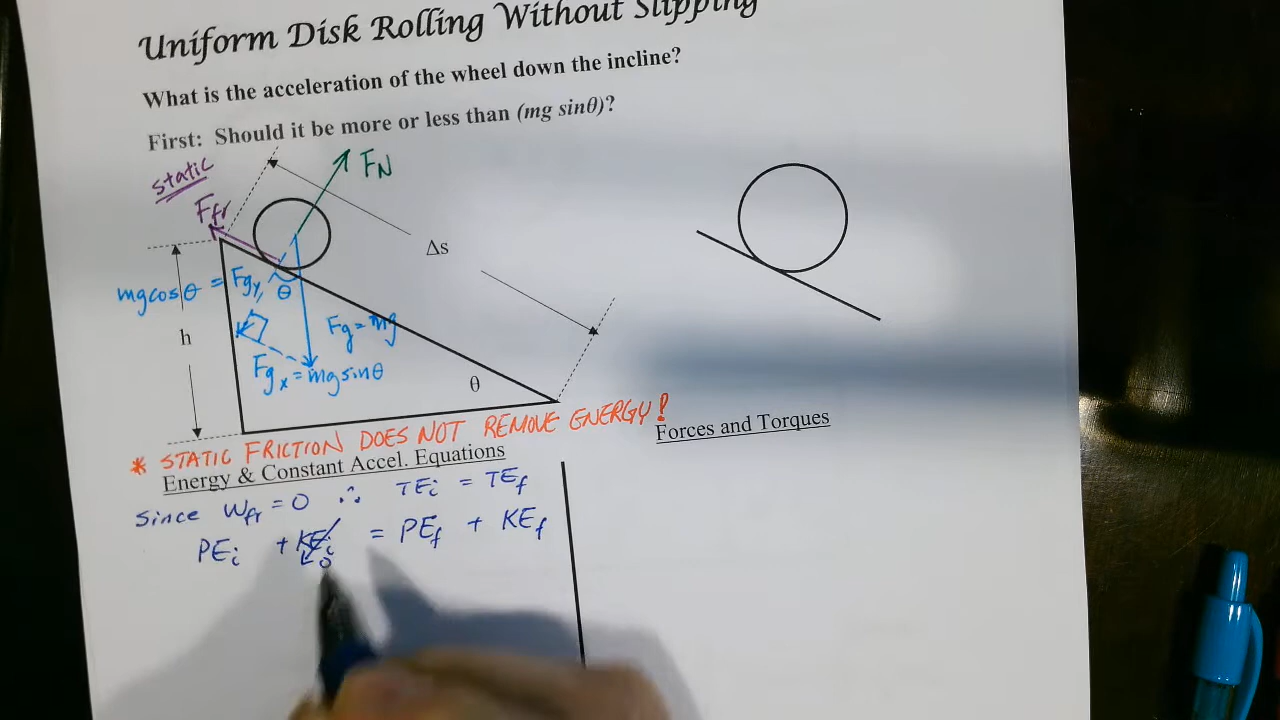 Uniform Disk Rolling Without Slipping
What is the acceleration of the wheel down the incline?
First: Should it be more or less than (mg sinθ)?
static
FN
Ffr
Δs
mgcosθ = Fgy
θ
h
Fg=mg
Fgx=mgsinθ
θ
* STATIC FRICTION DOES NOT REMOVE ENERGY!
Energy & Constant Accel. Equations
Forces and Torques
Since Wfr = 0 ∴ TEi = TEf
PEi + KEi = PEf + KEf
0